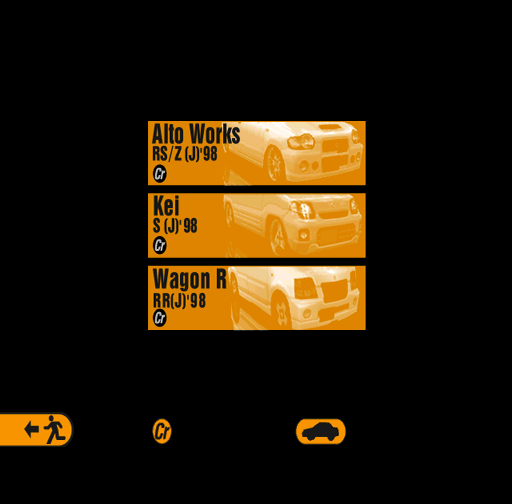 Alto Works
RS/Z (J)'98
Cr
Kei
S (J)'98
Cr
Wagon R
RR(J)'98
Cr
Cr